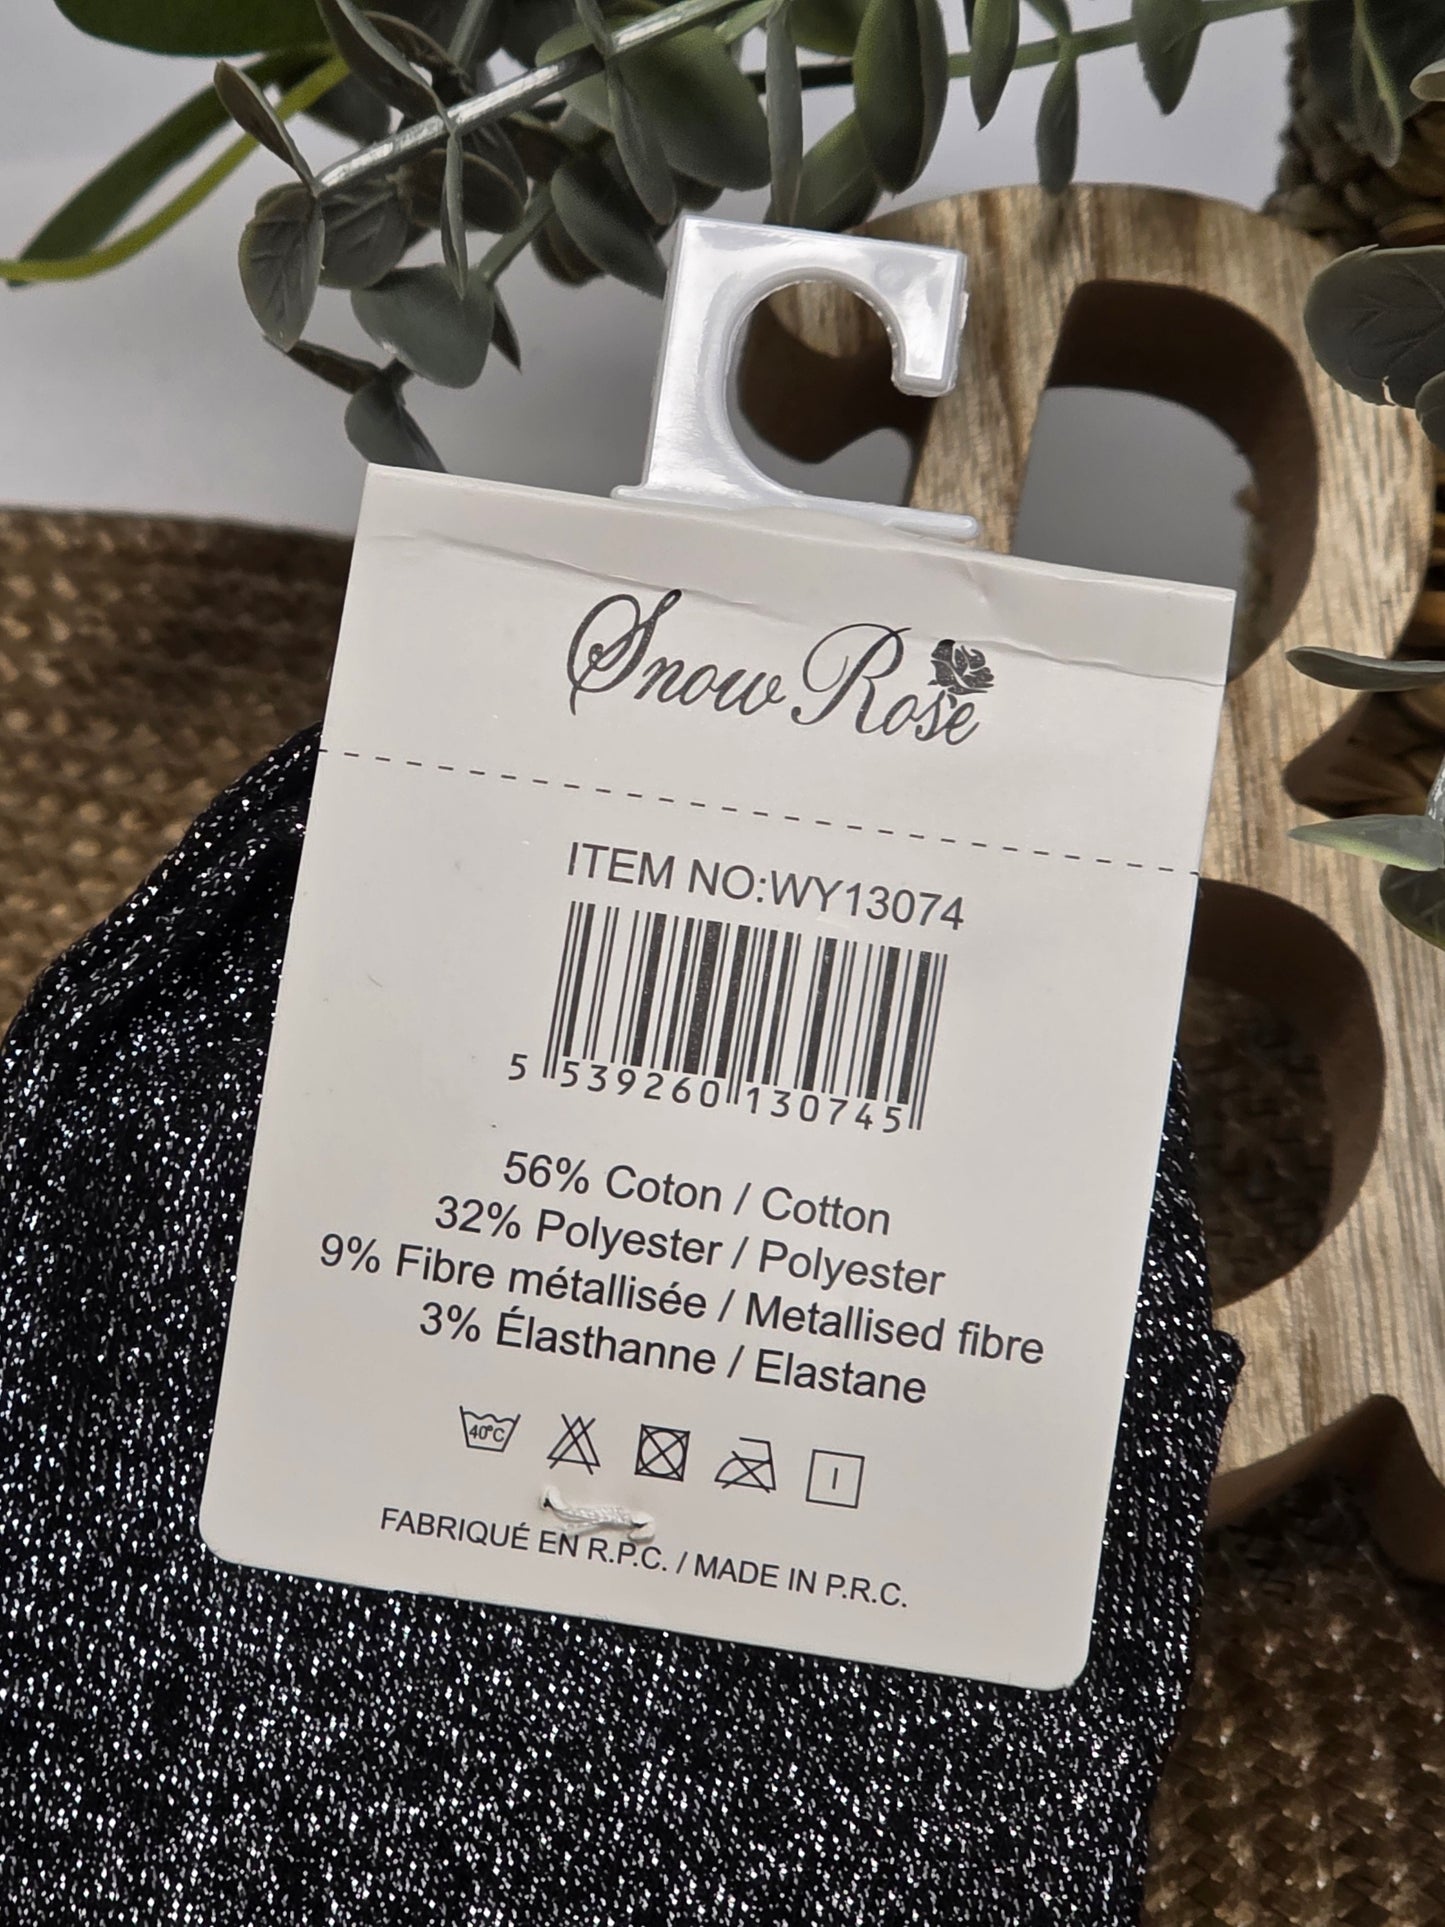 Snow Rose
ITEM NO:WY13074
5 539260 130745
56% Coton / Cotton
32% Polyester / Polyester
9% Fibre métallisée / Metallised fibre
3% Élasthanne / Elastane
40°C
FABRIQUÉ EN R.P.C. / MADE IN P.R.C.